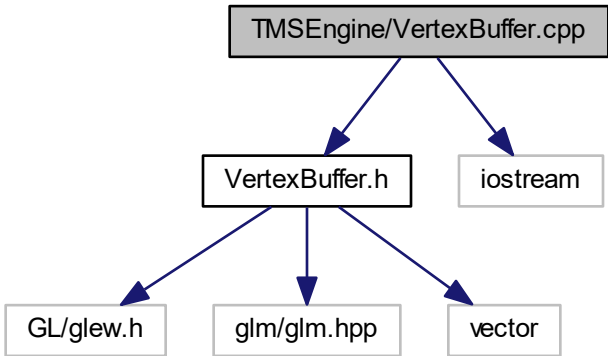 TMSEngine/VertexBuffer.cpp
VertexBuffer.h
iostream
GL/glew.h
glm/glm.hpp
vector